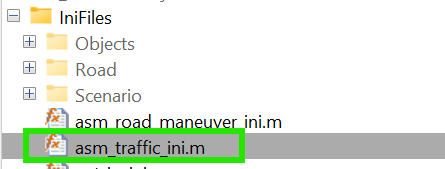 IniFiles
Objects
Road
Scenario
asm_road_maneuver_ini.m
asm_traffic_ini.m